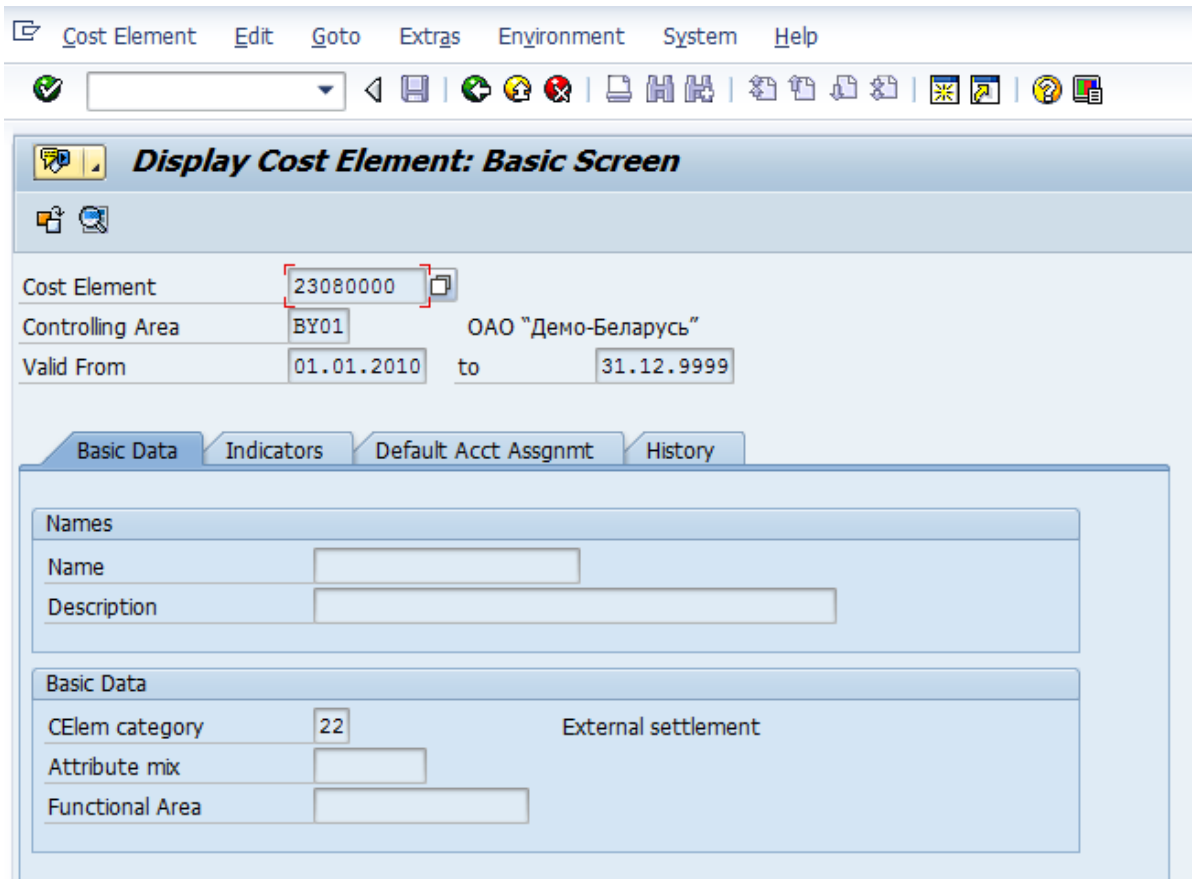 Cost Element Edit Goto Extras Environment System Help
Display Cost Element: Basic Screen
Cost Element 23080000
Controlling Area BY01 ОАО “Демо-Беларусь”
Valid From 01.01.2010 to 31.12.9999
Basic Data Indicators Default Acct Assgnmt History
Names
Name
Description
Basic Data
CElem category 22 External settlement
Attribute mix
Functional Area